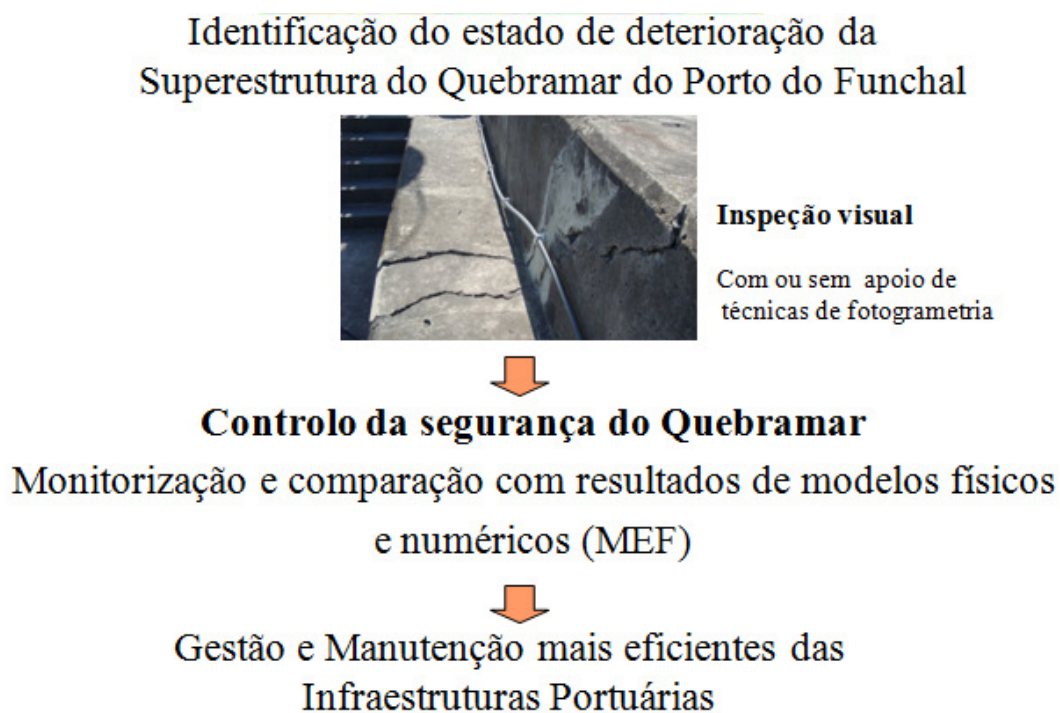 Identificação do estado de deterioração da
Superestrutura do Quebramar do Porto do Funchal
Inspeção visual
Com ou sem apoio de
técnicas de fotogrametria
Controlo da segurança do Quebramar
Monitorização e comparação com resultados de modelos físicos
e numéricos (MEF)
Gestão e Manutenção mais eficientes das
Infraestruturas Portuárias